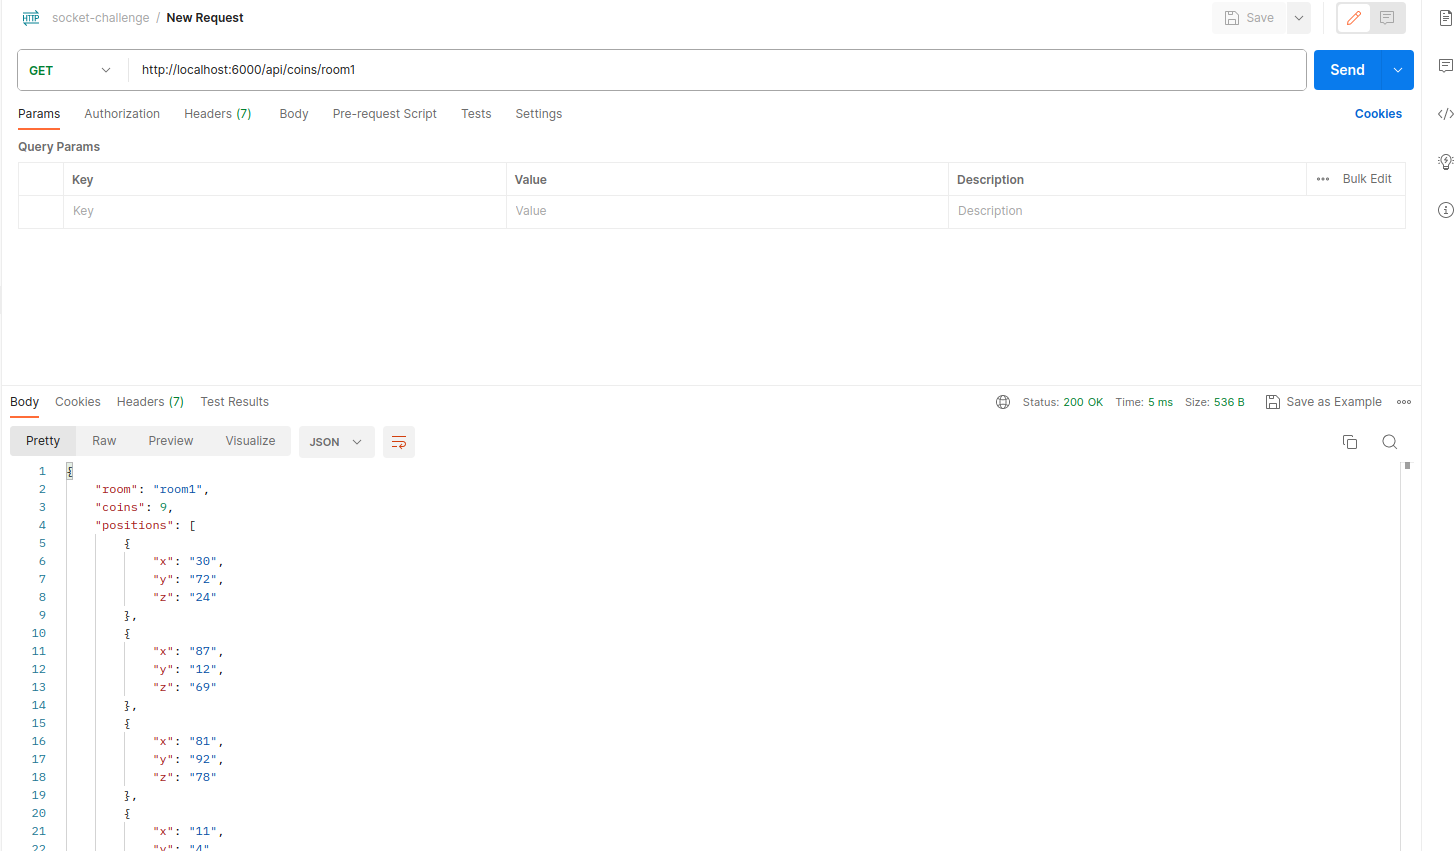 HTTP socket-challenge / New Request Save
GET http://localhost:6000/api/coins/room1 Send
Params Authorization Headers (7) Body Pre-request Script Tests Settings Cookies
Query Params
Key Value Description ••• Bulk Edit
Key Value Description
Body Cookies Headers (7) Test Results Status: 200 OK Time: 5 ms Size: 536 B Save as Example
Pretty Raw Preview Visualize JSON
1 {
2 "room": "room1",
3 "coins": 9,
4 "positions": [
5 {
6 "x": "30",
7 "y": "72",
8 "z": "24"
9 },
10 {
11 "x": "87",
12 "y": "12",
13 "z": "69"
14 },
15 {
16 "x": "81",
17 "y": "92",
18 "z": "78"
19 },
20 {
21 "x": "11",
22 "y": "4"